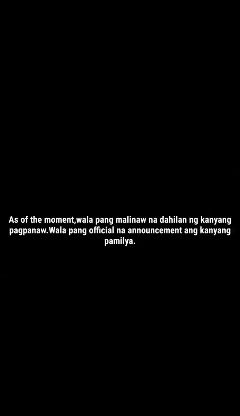 As of the moment,wala pang malinaw na dahilan ng kanyang
pagpanaw.Wala pang official na announcement ang kanyang
pamilya.